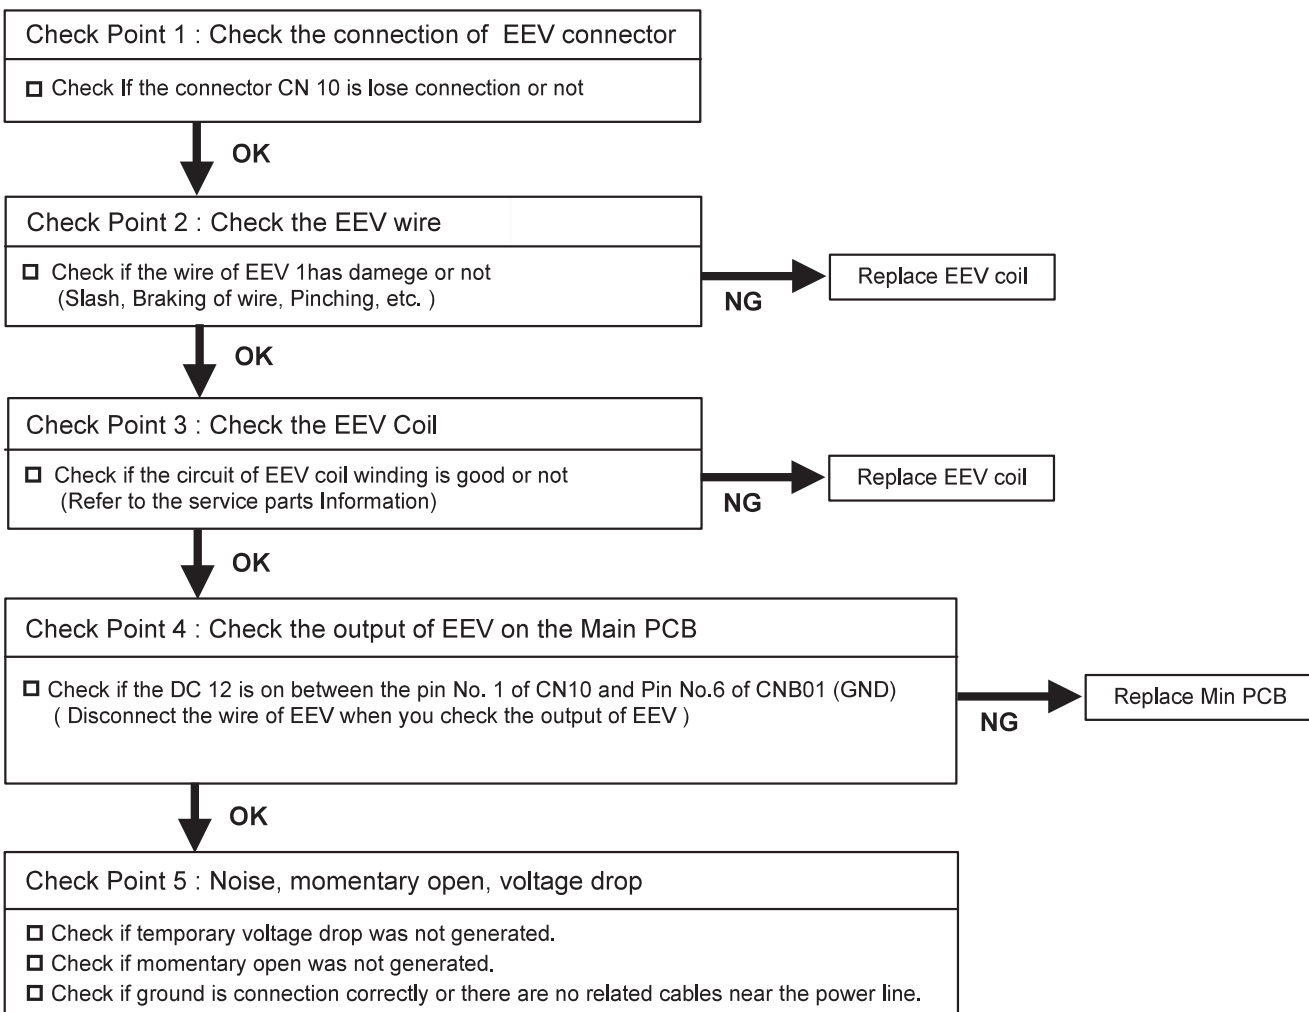 Check Point 1 : Check the connection of EEV connector
Check If the connector CN 10 is lose connection or not
OK
Check Point 2 : Check the EEV wire
Check if the wire of EEV 1has damege or not
(Slash, Braking of wire, Pinching, etc. )
NG
Replace EEV coil
OK
Check Point 3 : Check the EEV Coil
Check if the circuit of EEV coil winding is good or not
(Refer to the service parts Information)
NG
Replace EEV coil
OK
Check Point 4 : Check the output of EEV on the Main PCB
Check if the DC 12 is on between the pin No. 1 of CN10 and Pin No.6 of CNB01 (GND)
( Disconnect the wire of EEV when you check the output of EEV )
NG
Replace Min PCB
OK
Check Point 5 : Noise, momentary open, voltage drop
Check if temporary voltage drop was not generated.
Check if momentary open was not generated.
Check if ground is connection correctly or there are no related cables near the power line.